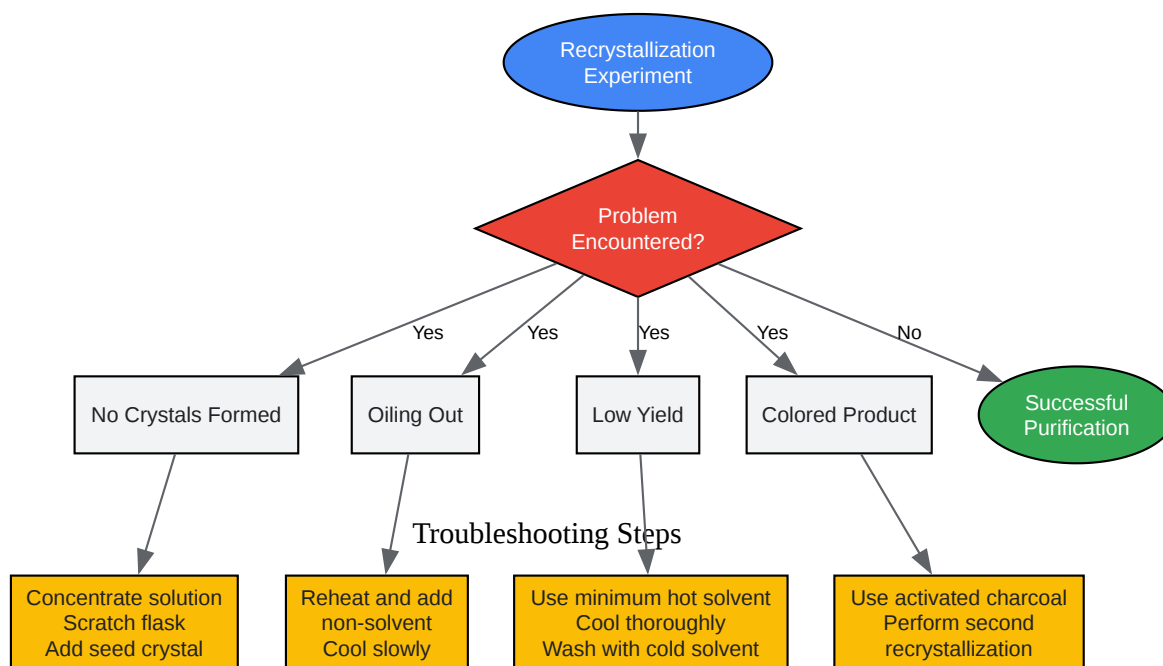 Recrystallization
Experiment
Problem
Encountered?
Yes
Yes
Yes
Yes
No
No Crystals Formed
Oiling Out
Low Yield
Colored Product
Successful
Purification
Troubleshooting Steps
Concentrate solution
Scratch flask
Add seed crystal
Reheat and add
non-solvent
Cool slowly
Use minimum hot solvent
Cool thoroughly
Wash with cold solvent
Use activated charcoal
Perform second
recrystallization